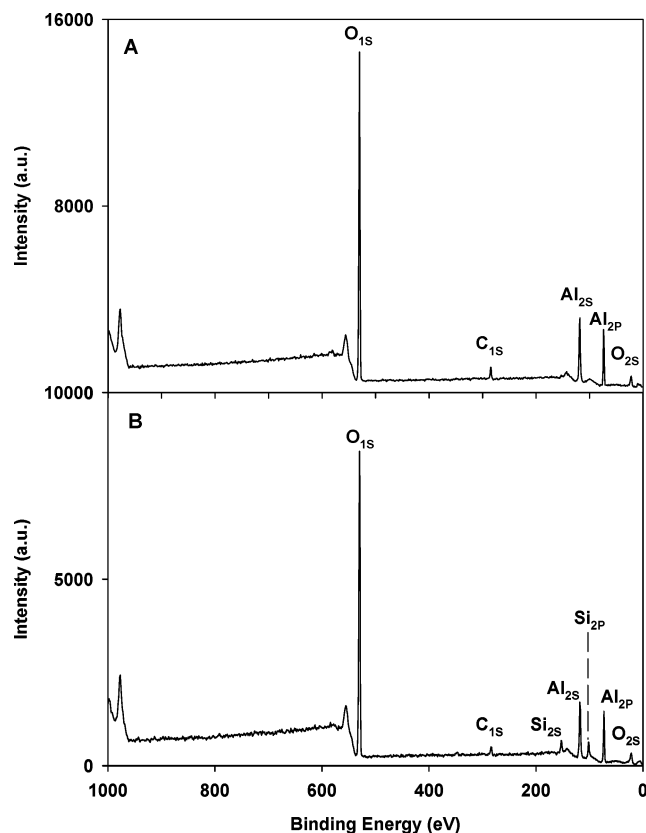 16000
A
O1S
Intensity (a.u.)
8000
Al2S
Al2P
C1S
O2S
10000
B
O1S
Intensity (a.u.)
5000
Si2P
Al2S
Al2P
C1S
Si2S
O2S
0
1000 800 600 400 200 0
Binding Energy (eV)